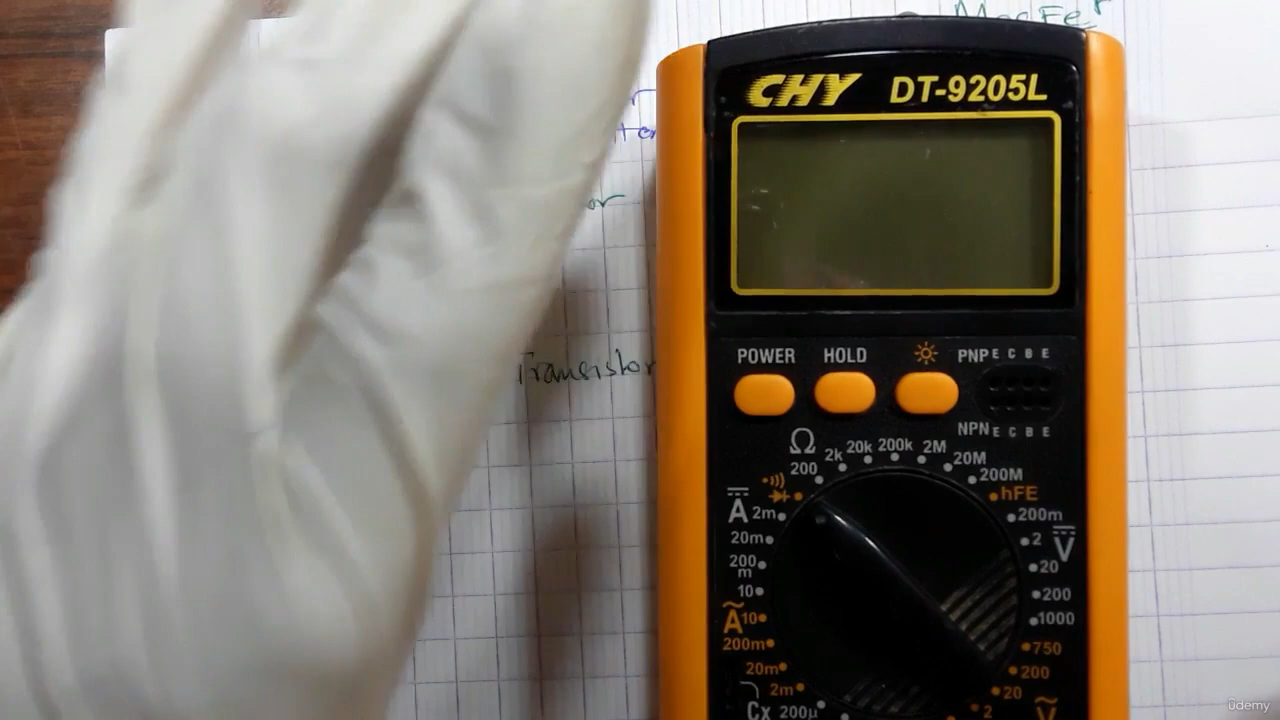 MosFeT
CHY DT-9205L
Transistor
POWER HOLD PNP E C B E
NPN E C B E
Ω 200 2k 20k 200k 2M 20M 200M
hFE
A 2m
20m
200m
10
A 10
200m
20m
2m
Cx 200µ
200m
2
V
20
200
1000
750
200
20
2
V
ûdemy